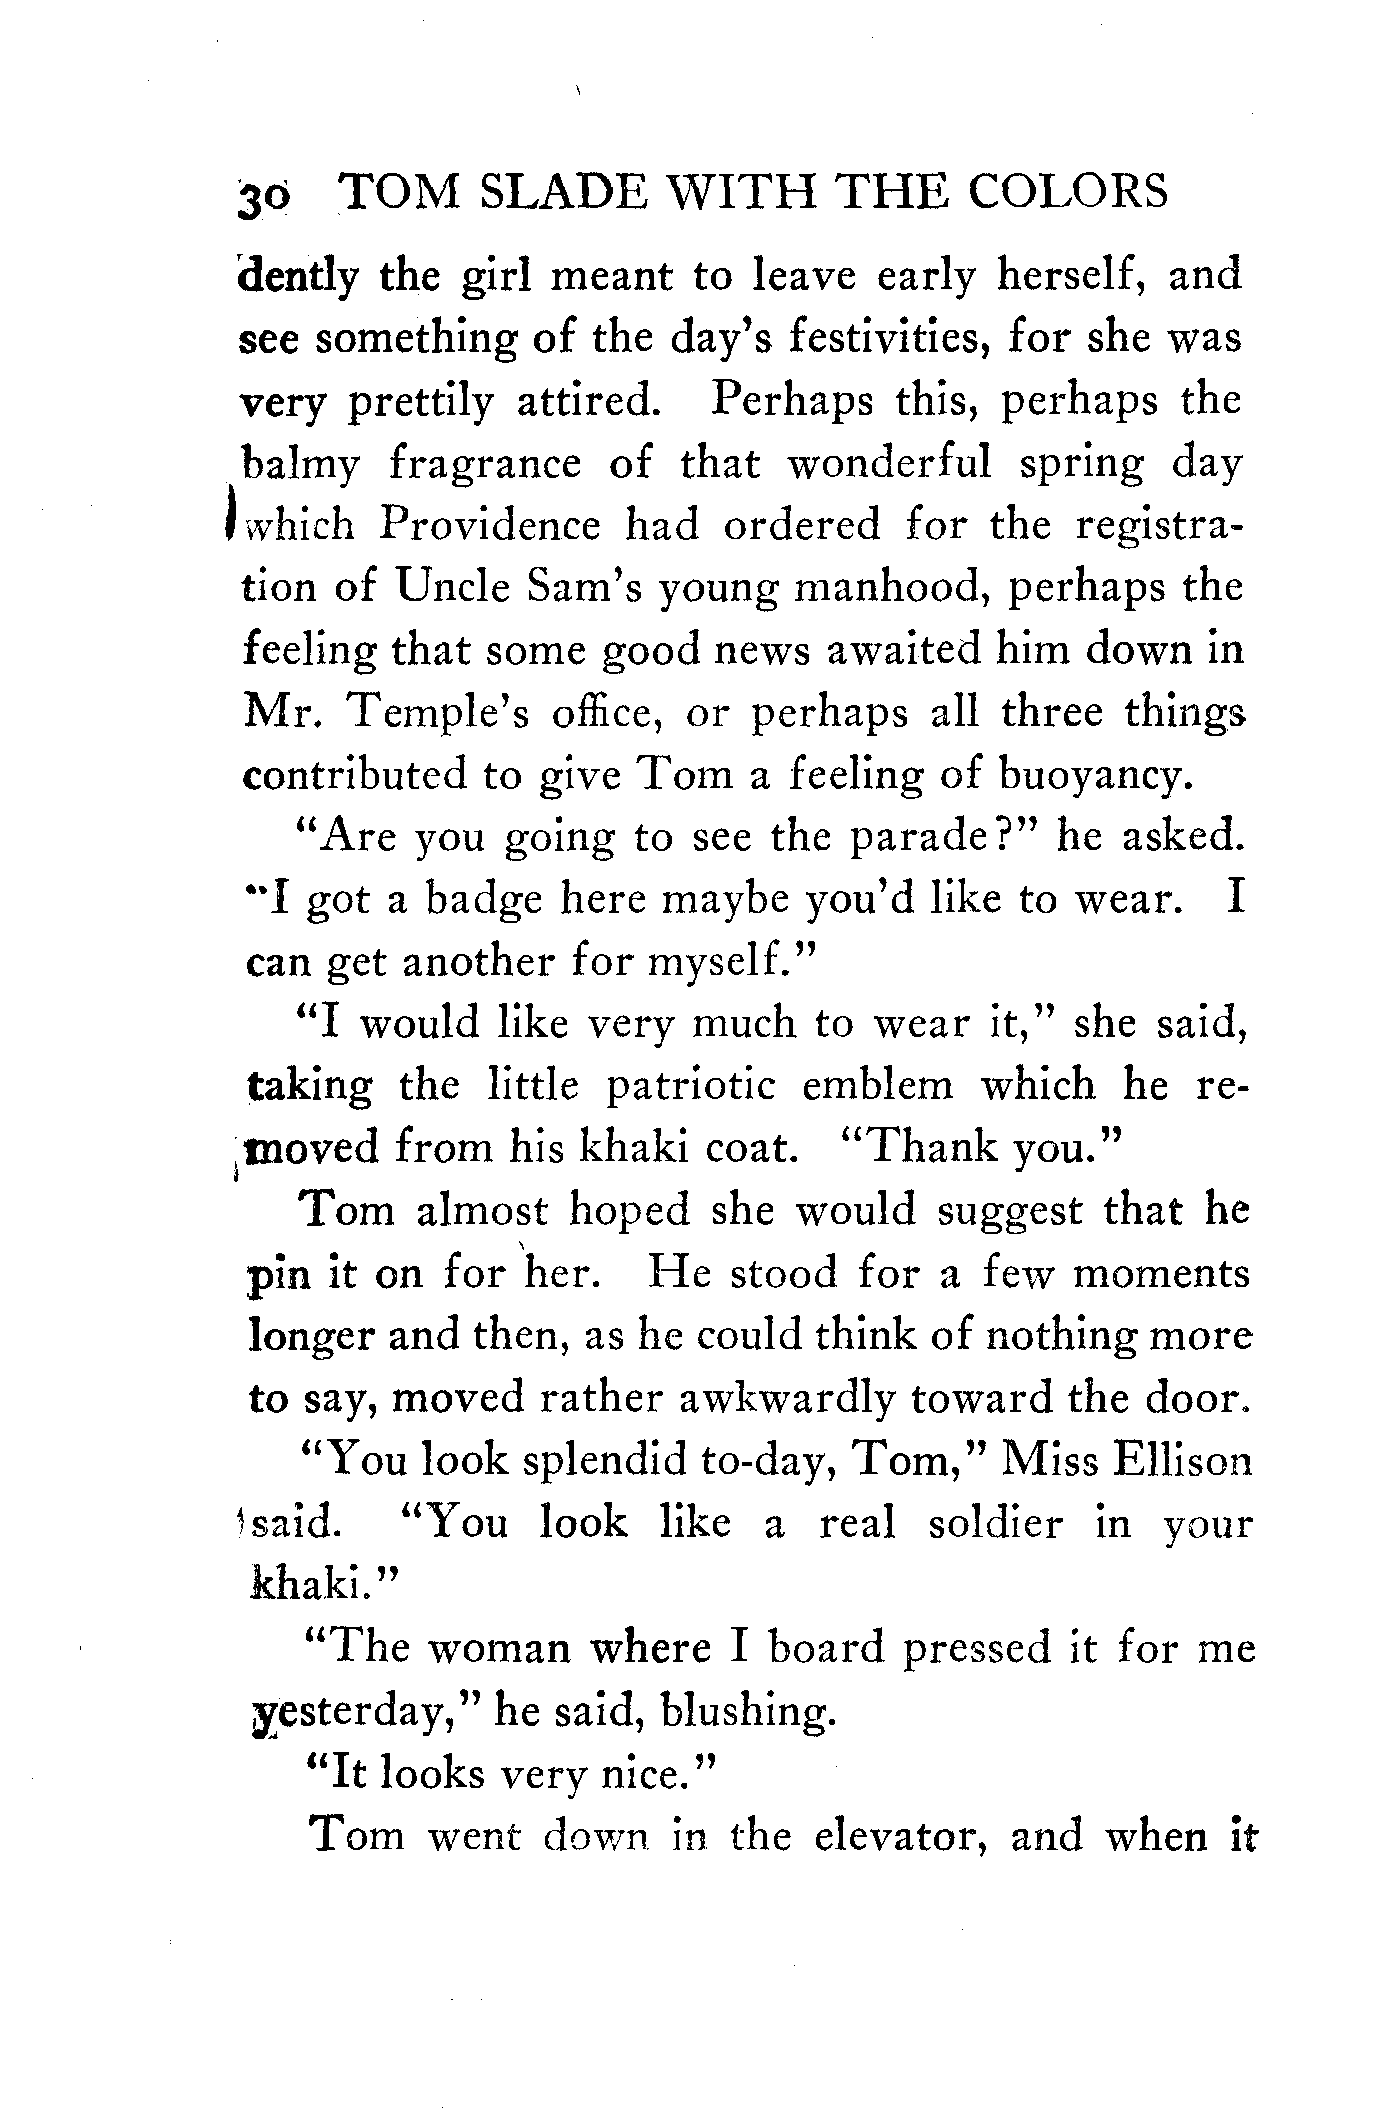 30 TOM SLADE WITH THE COLORS
dently the girl meant to leave early herself, and
see something of the day's festivities, for she was
very prettily attired. Perhaps this, perhaps the
balmy fragrance of that wonderful spring day
which Providence had ordered for the registra-
tion of Uncle Sam's young manhood, perhaps the
feeling that some good news awaited him down in
Mr. Temple's office, or perhaps all three things
contributed to give Tom a feeling of buoyancy.
"Are you going to see the parade?" he asked.
"I got a badge here maybe you'd like to wear. I
can get another for myself."
"I would like very much to wear it," she said,
taking the little patriotic emblem which he re-
moved from his khaki coat. "Thank you."
Tom almost hoped she would suggest that he
pin it on for her. He stood for a few moments
longer and then, as he could think of nothing more
to say, moved rather awkwardly toward the door.
"You look splendid to-day, Tom," Miss Ellison
said. "You look like a real soldier in your
khaki."
"The woman where I board pressed it for me
yesterday," he said, blushing.
"It looks very nice."
Tom went down in the elevator, and when it